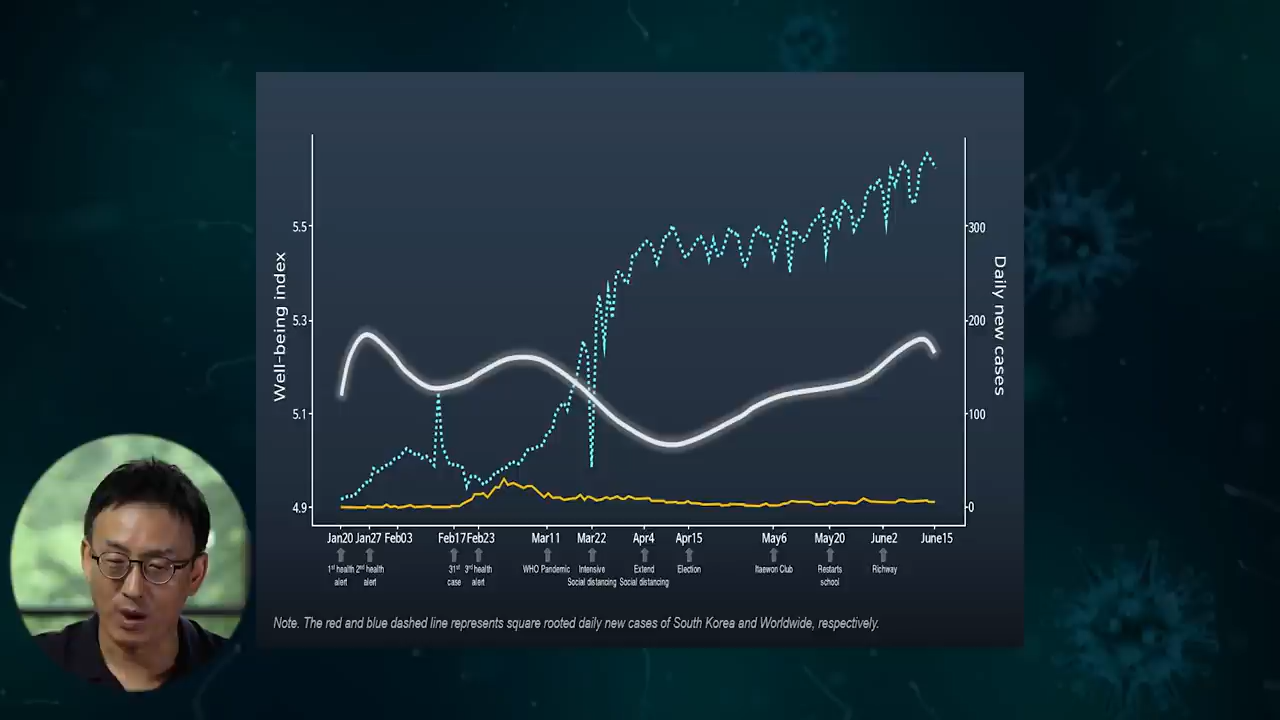 Well-being index
5.5
5.3
5.1
4.9
300
200
100
0
Daily new cases
Jan20 Jan27 Feb03 Feb17 Feb23 Mar11 Mar22 Apr4 Apr15 May6 May20 June2 June15
1st health alert
2nd health alert
31st case
3rd health alert
WHO Pandemic
Intensive Social distancing
Extend Social distancing
Election
Itaewon Club
Restarts school
Richway
Note. The red and blue dashed line represents square rooted daily new cases of South Korea and Worldwide, respectively.